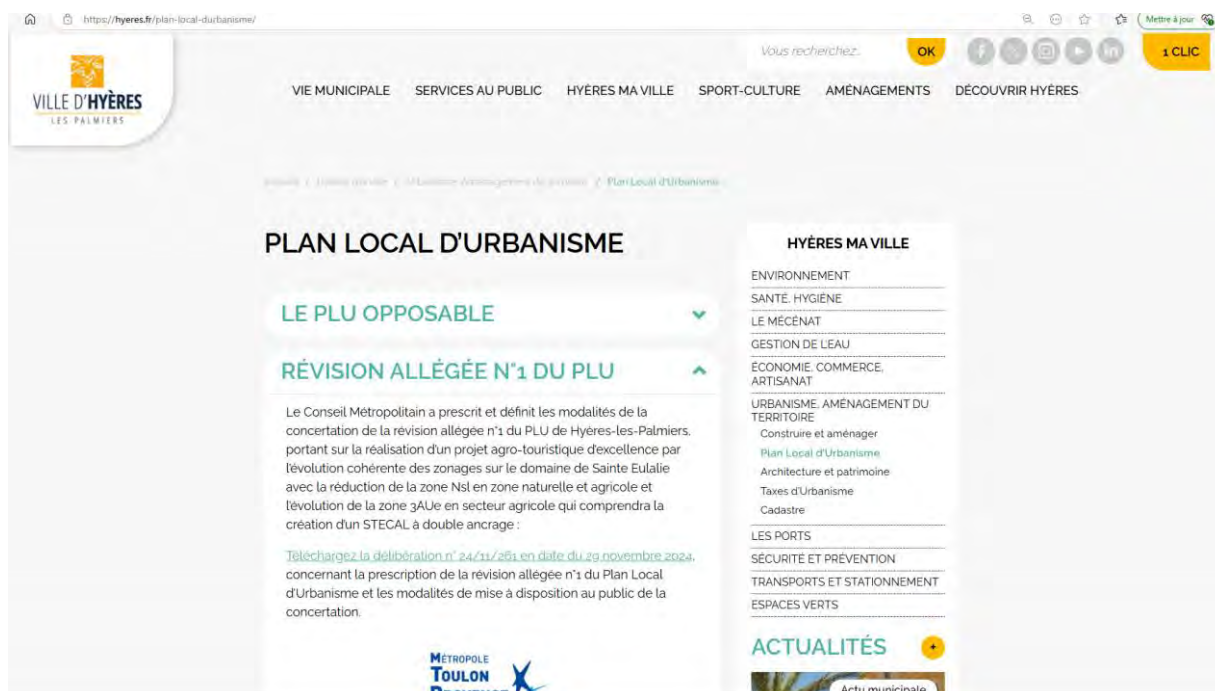 https://hyeres.fr/plan-local-durbanisme/
Mettre à jour
Vous recherchez...
OK
1 CLIC
VILLE D'HYÈRES
LES PALMIERS
VIE MUNICIPALE SERVICES AU PUBLIC HYÈRES MA VILLE SPORT-CULTURE AMÉNAGEMENTS DÉCOUVRIR HYÈRES
/ Plan Local d'Urbanisme
PLAN LOCAL D'URBANISME
LE PLU OPPOSABLE
RÉVISION ALLÉGÉE N°1 DU PLU
Le Conseil Métropolitain a prescrit et définit les modalités de la
concertation de la révision allégée n°1 du PLU de Hyères-les-Palmiers,
portant sur la réalisation d'un projet agro-touristique d'excellence par
l'évolution cohérente des zonages sur le domaine de Sainte Eulalie
avec la réduction de la zone Nsl en zone naturelle et agricole et
l'évolution de la zone 3AUe en secteur agricole qui comprendra la
création d'un STECAL à double ancrage :
Téléchargez la délibération n° 24/11/261 en date du 29 novembre 2024,
concernant la prescription de la révision allégée n°1 du Plan Local
d'Urbanisme et les modalités de mise à disposition au public de la
concertation.
MÉTROPOLE
TOULON
PROVENCE
HYÈRES MA VILLE
ENVIRONNEMENT
SANTÉ, HYGIÈNE
LE MÉCÉNAT
GESTION DE L'EAU
ÉCONOMIE, COMMERCE,
ARTISANAT
URBANISME, AMÉNAGEMENT DU
TERRITOIRE
Construire et aménager
Plan Local d'Urbanisme
Architecture et patrimoine
Taxes d'Urbanisme
Cadastre
LES PORTS
SÉCURITÉ ET PRÉVENTION
TRANSPORTS ET STATIONNEMENT
ESPACES VERTS
ACTUALITÉS
+
Actu municipale